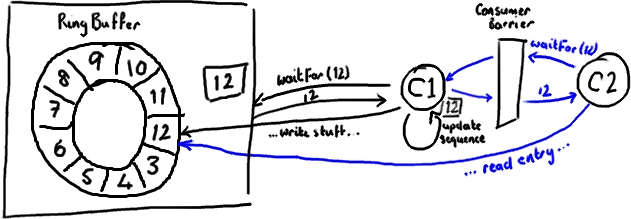 Ring Buffer
9
10
8
11
7
12
6
3
5
4
12
waitFor (12)
12
...write stuff...
C1
12
update
sequence
Consumer
Barrier
waitFor (12)
12
C2
... read entry ...